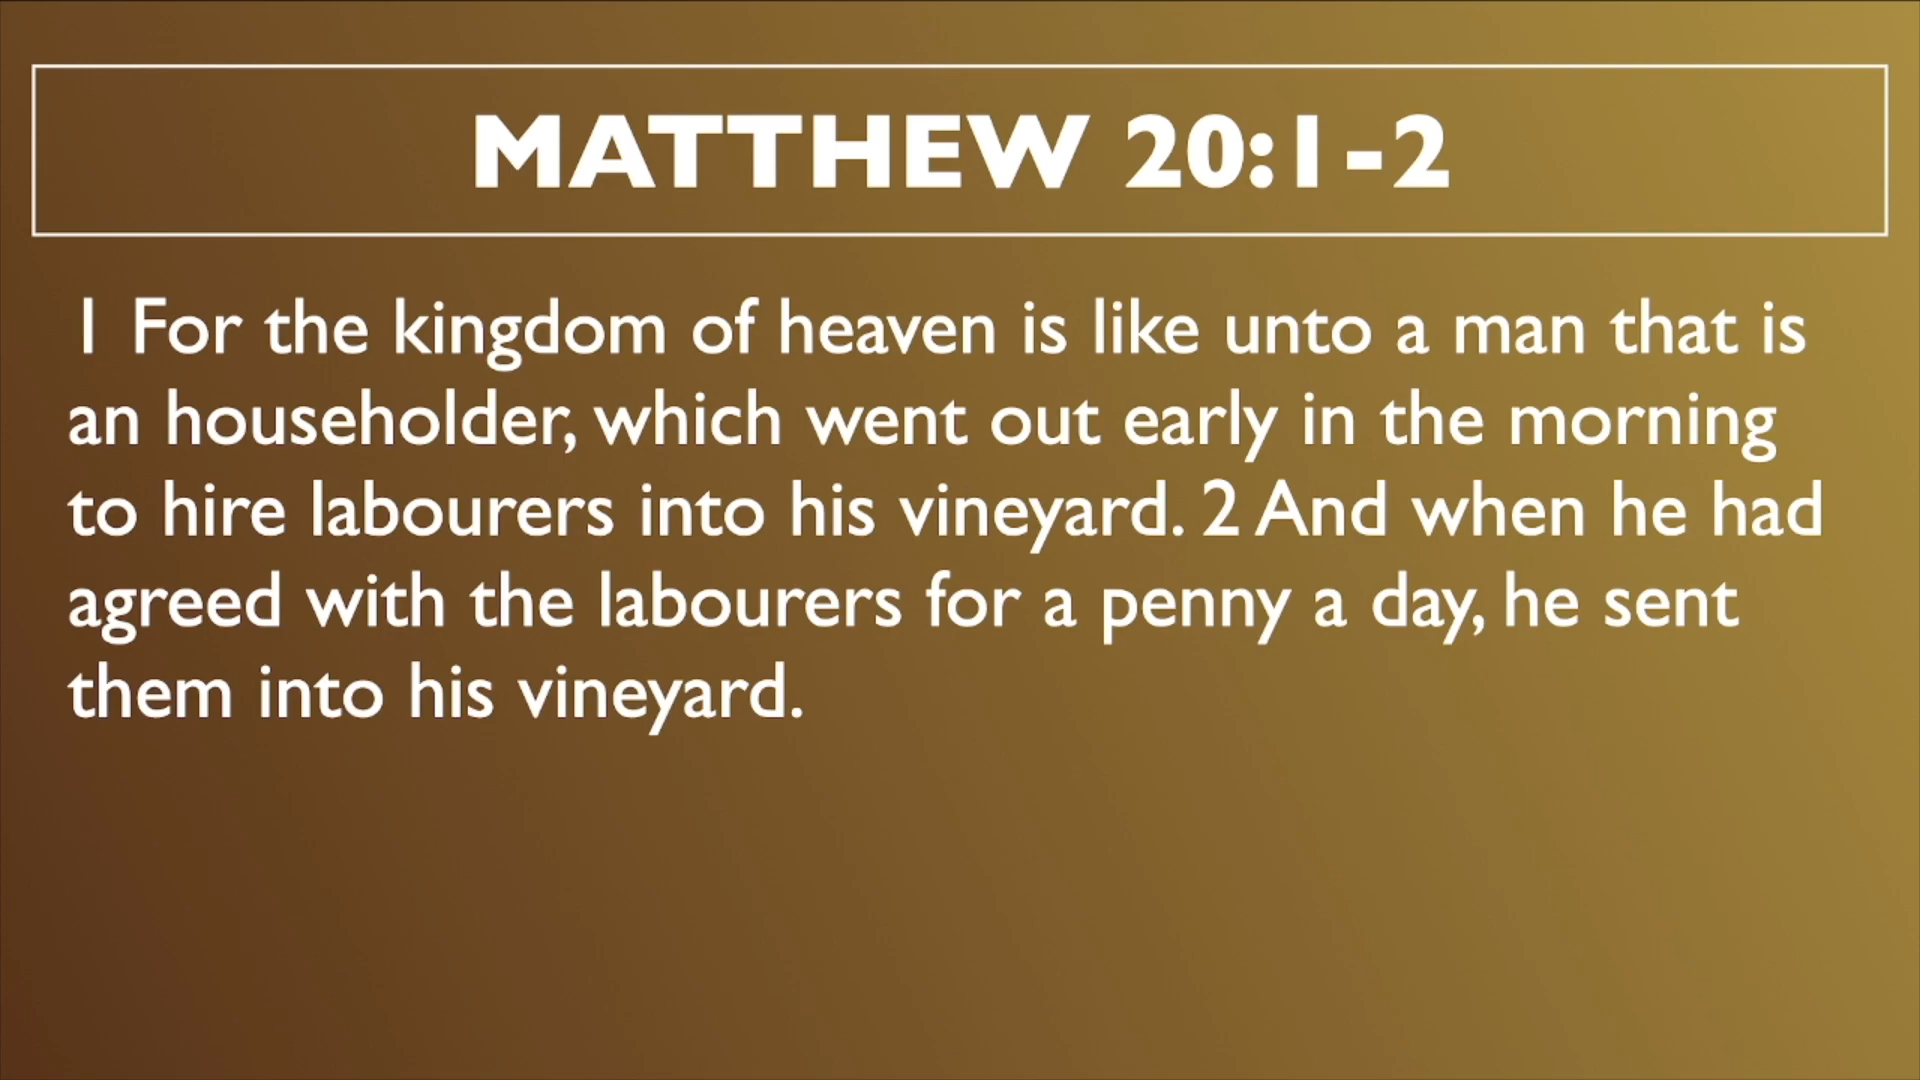 MATTHEW 20:1-2
1 For the kingdom of heaven is like unto a man that is
an householder, which went out early in the morning
to hire labourers into his vineyard. 2 And when he had
agreed with the labourers for a penny a day, he sent
them into his vineyard.